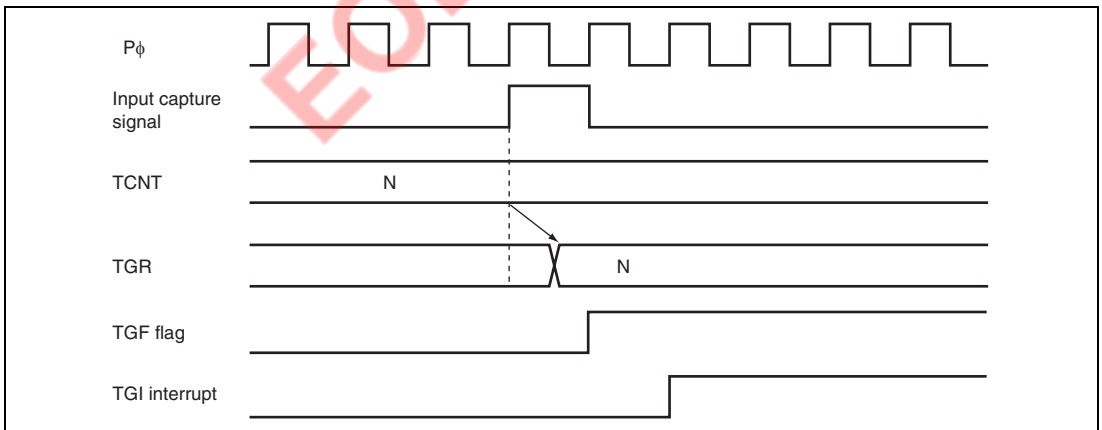 Pϕ
Input capture
signal
TCNT
N
TGR
N
TGF flag
TGI interrupt